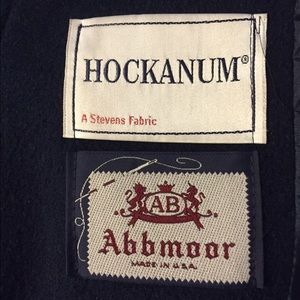 HOCKANUM®
A Stevens Fabric
AB
Abbmoor
MADE IN U.S.A.